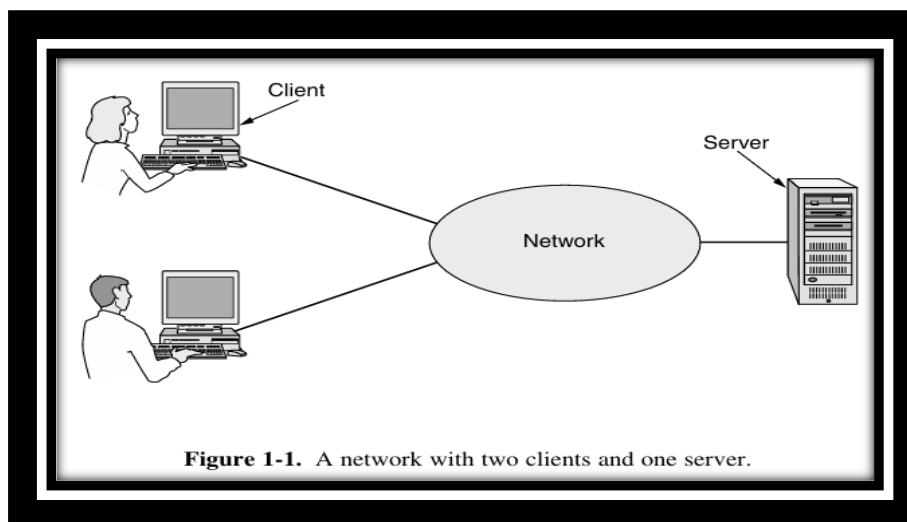 Client
Server
Network
Figure 1-1. A network with two clients and one server.